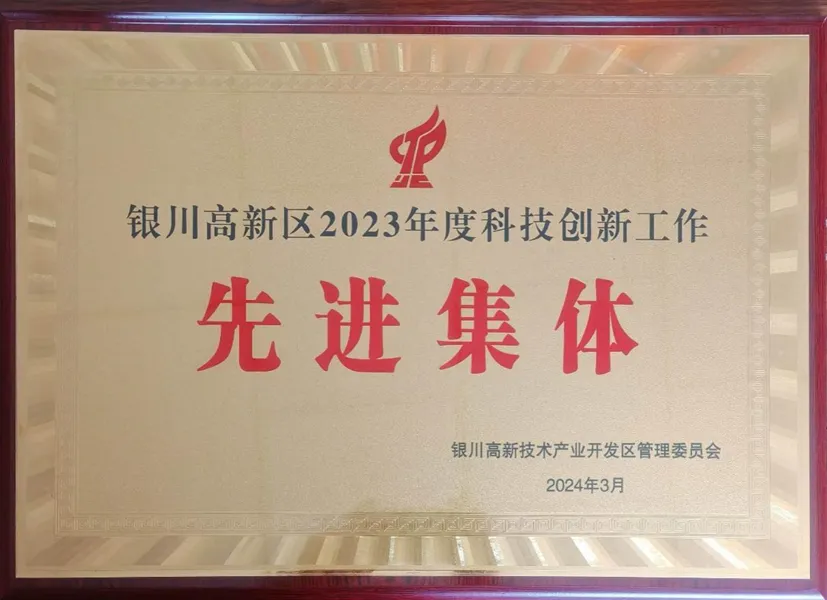 银川高新区2023年度科技创新工作
先进集体
银川高新技术产业开发区管理委员会
2024年3月